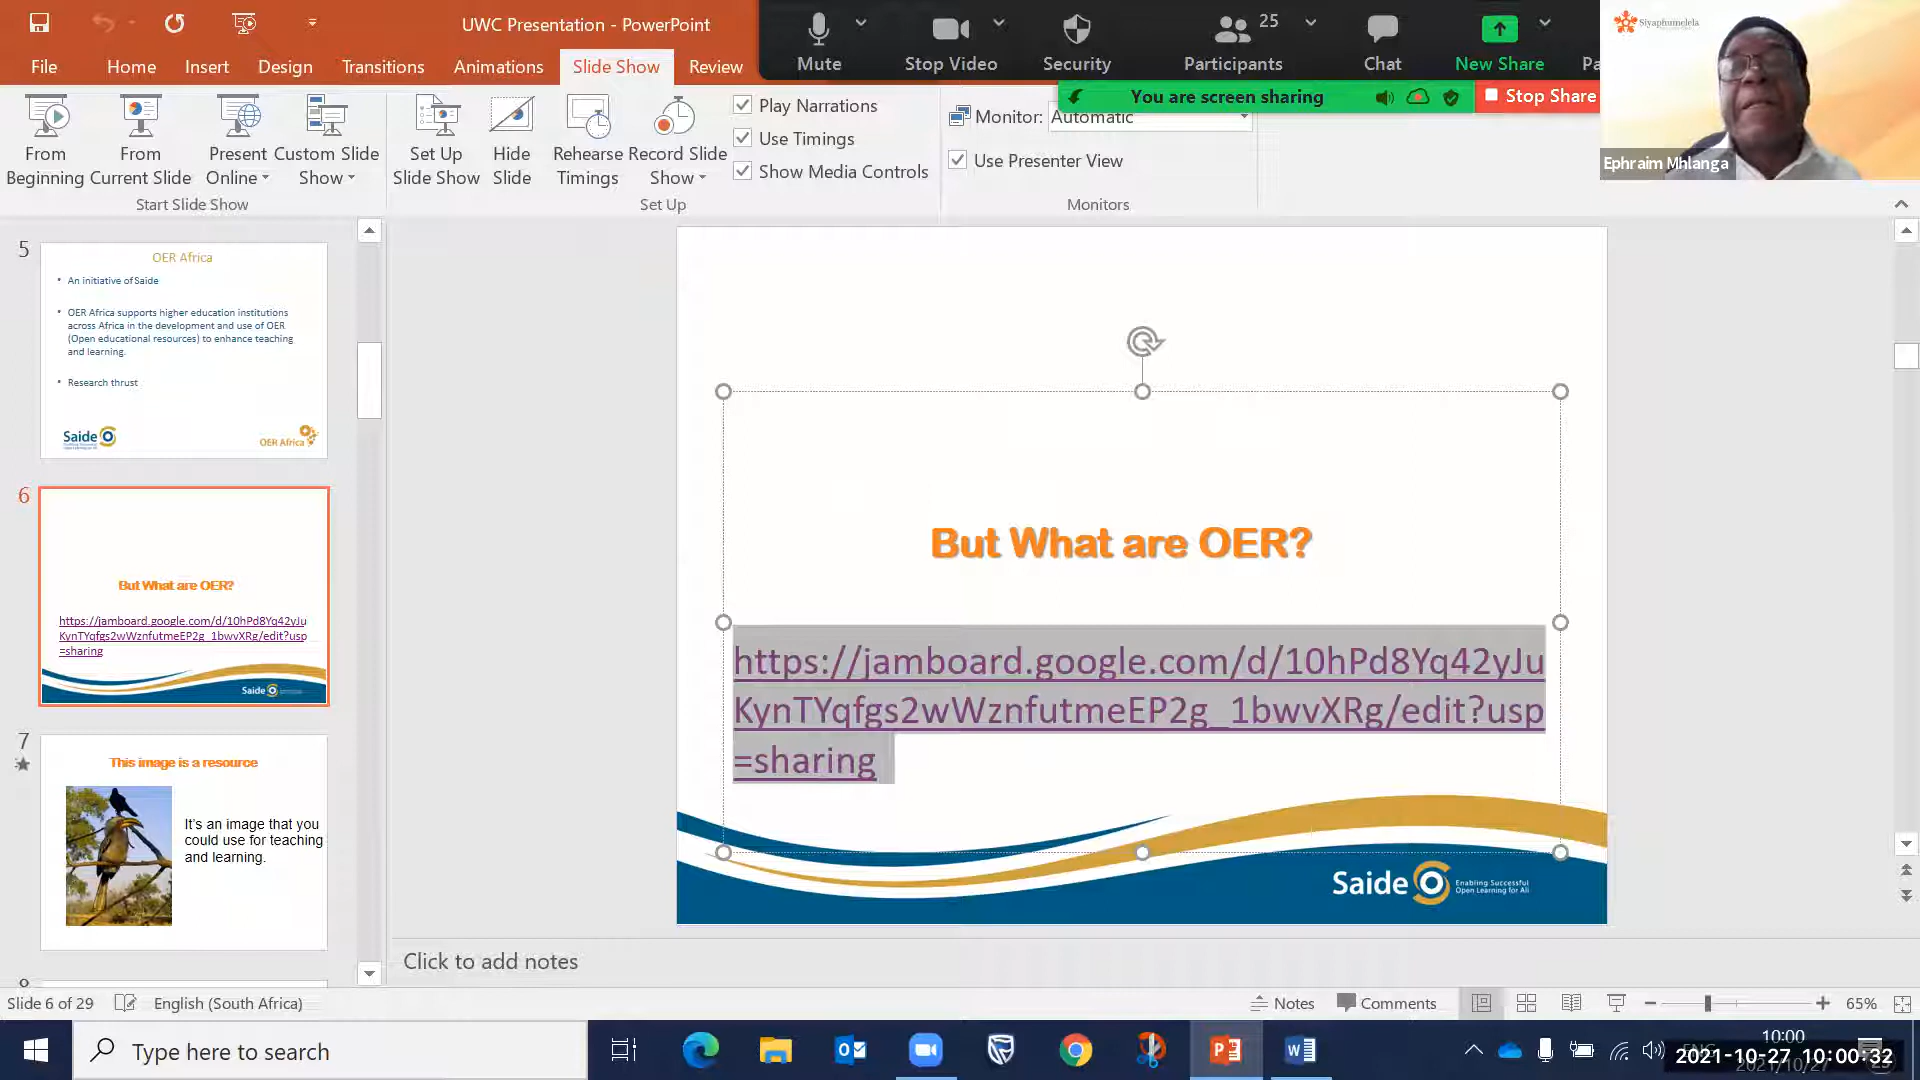 UWC Presentation - PowerPoint
Mute
Stop Video
Security
25
Participants
Chat
New Share
Siyaphumelela
File
Home
Insert
Design
Transitions
Animations
Slide Show
Review
You are screen sharing
Stop Share
Ephraim Mhlanga
From Beginning
From Current Slide
Present Online
Custom Slide Show
Start Slide Show
Set Up Slide Show
Hide Slide
Rehearse Timings
Record Slide Show
Play Narrations
Use Timings
Show Media Controls
Set Up
Monitor:
Automatic
Use Presenter View
Monitors
5
OER Africa
• An initiative of Saide
• OER Africa supports higher education institutions
across Africa in the development and use of OER
(Open educational resources) to enhance teaching
and learning.
• Research thrust
Saide
OER Africa
6
But What are OER?
https://jamboard.google.com/d/10hPd8Yq42yJu
KynTYqfgs2wWznfutmeEP2g_1bwvXRg/edit?usp
=sharing
Saide
7
This image is a resource
It's an image that you
could use for teaching
and learning.
But What are OER?
https://jamboard.google.com/d/10hPd8Yq42yJu
KynTYqfgs2wWznfutmeEP2g_1bwvXRg/edit?usp
=sharing
Saide
Enabling Successful
Open Learning for All
Click to add notes
Slide 6 of 29
English (South Africa)
Notes
Comments
65%
Type here to search
10:00
2021-10-27 10:00:32
2021/10/27